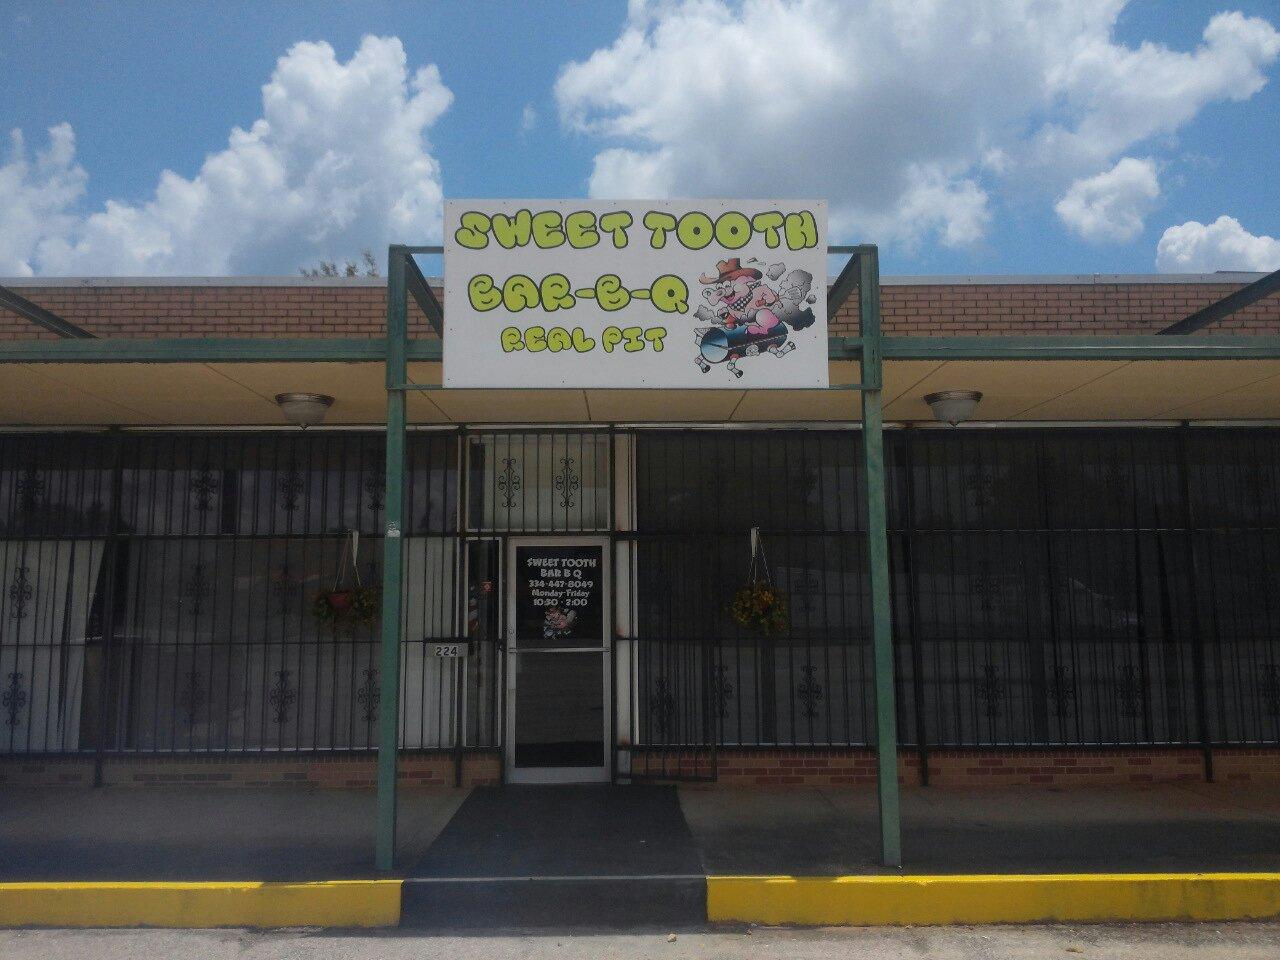 SWEET TOOTH
BAR-B-Q
REAL PIT
SWEET TOOTH
BAR B Q
334-447-8049
Monday-Friday
10:30 - 2:00
224